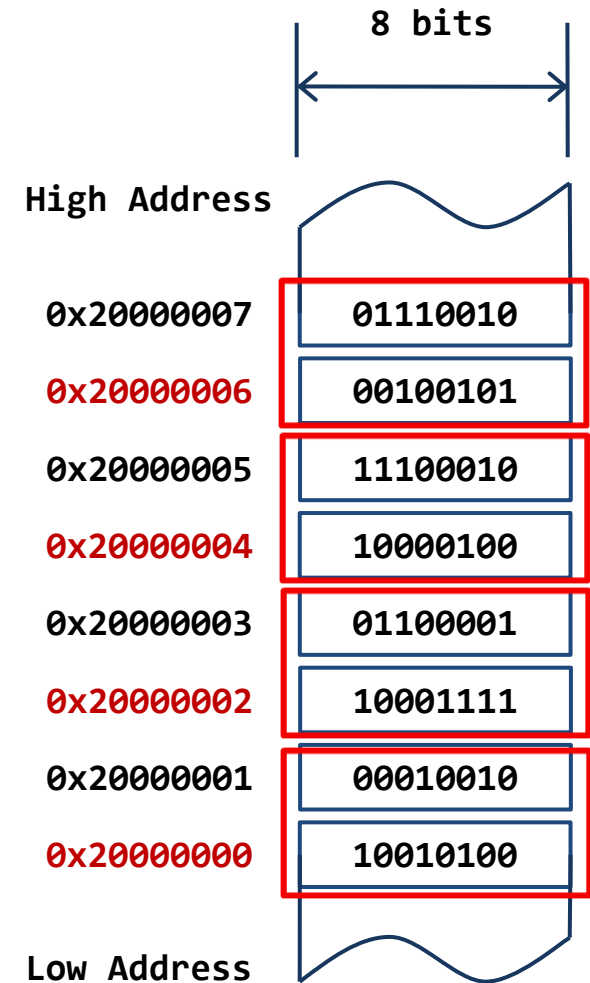 8 bits
High Address
0x20000007 01110010
0x20000006 00100101
0x20000005 11100010
0x20000004 10000100
0x20000003 01100001
0x20000002 10001111
0x20000001 00010010
0x20000000 10010100
Low Address